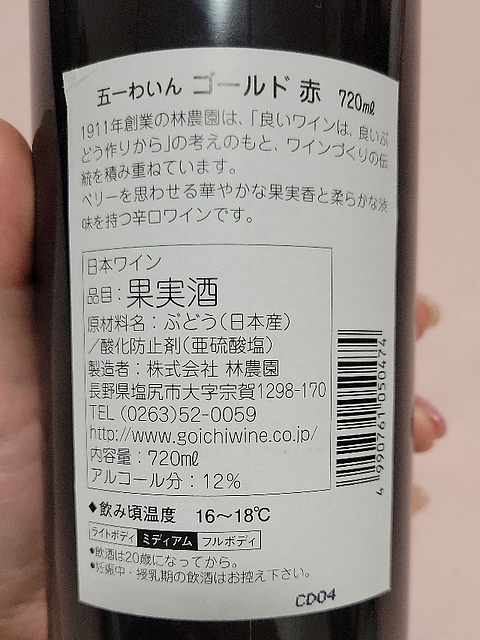 五一わいん ゴールド 赤 720ml
1911年創業の林農園は、「良いワインは、良いぶ
どう作りから」の考えのもと、ワインづくりの伝
統を積み重ねています。
ベリーを思わせる華やかな果実香と柔らかな渋
味を持つ辛口ワインです。
日本ワイン
品目：果実酒
原材料名：ぶどう（日本産）
／酸化防止剤（亜硫酸塩）
製造者：株式会社 林農園
長野県塩尻市大字宗賀1298-170
TEL (0263)52-0059
http://www.goichiwine.co.jp/
内容量：720ml
アルコール分：12%
4 990761 050474
◆飲み頃温度 16〜18℃
ライトボディ ミディアム フルボディ
●飲酒は20歳になってから。
●妊娠中・授乳期の飲酒はお控え下さい。
CD04